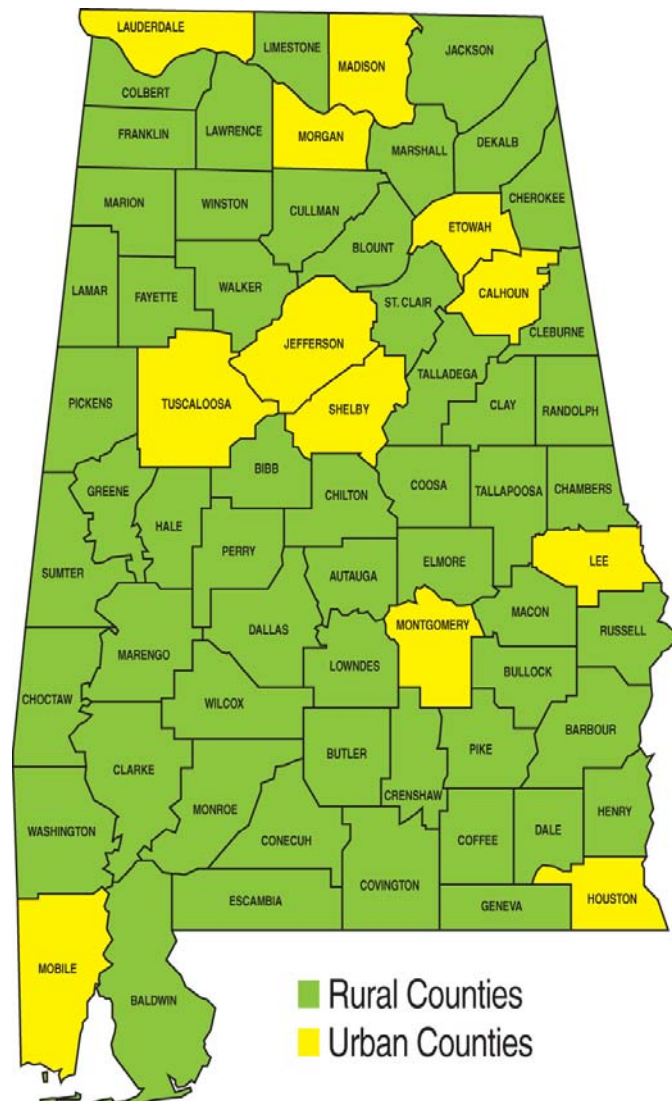 LAUDERDALE
LIMESTONE
MADISON
JACKSON
COLBERT
FRANKLIN
LAWRENCE
MORGAN
MARSHALL
DEKALB
CHEROKEE
MARION
WINSTON
CULLMAN
ETOWAH
BLOUNT
LAMAR
FAYETTE
WALKER
ST. CLAIR
CALHOUN
CLEBURNE
JEFFERSON
TALLADEGA
PICKENS
TUSCALOOSA
SHELBY
CLAY
RANDOLPH
BIBB
GREENE
HALE
CHILTON
COOSA
TALLAPOOSA
CHAMBERS
PERRY
SUMTER
AUTAUGA
ELMORE
LEE
MACON
DALLAS
MONTGOMERY
RUSSELL
MARENGO
LOWNDES
BULLOCK
CHOCTAW
WILCOX
BARBOUR
CLARKE
BUTLER
PIKE
CRENSHAW
MONROE
HENRY
WASHINGTON
CONECUH
COFFEE
DALE
COVINGTON
ESCAMBIA
GENEVA
HOUSTON
MOBILE
BALDWIN
Rural Counties
Urban Counties